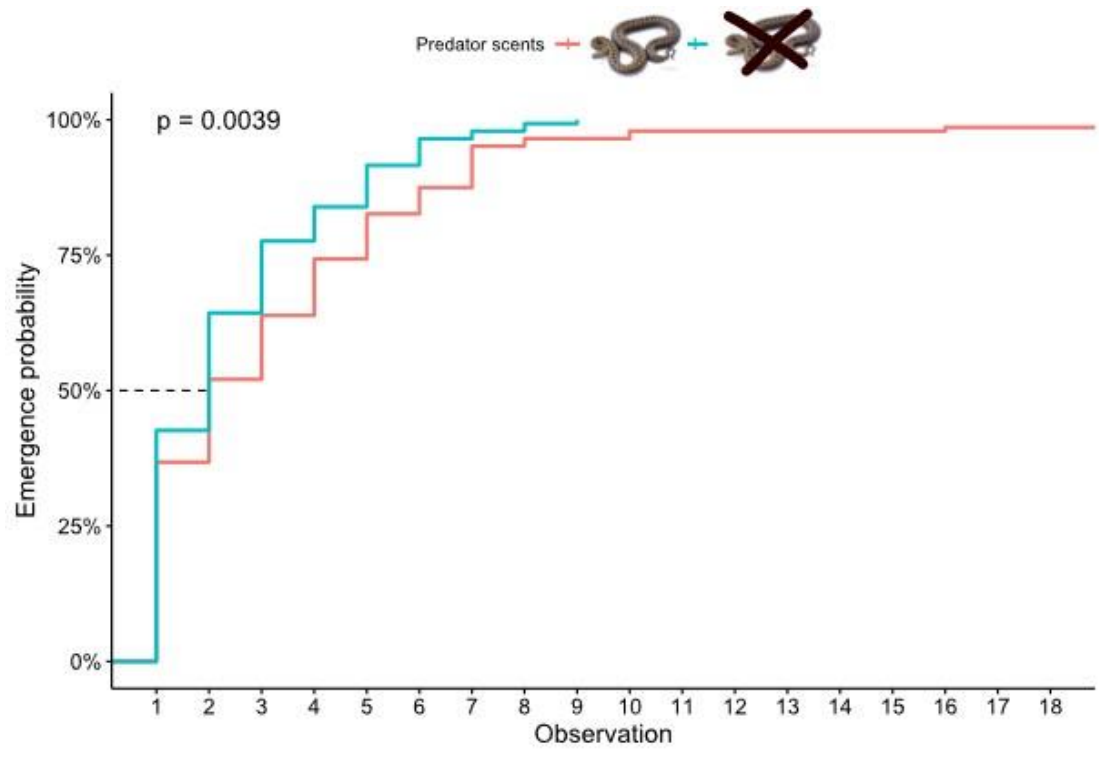 Predator scents
p = 0.0039
100%
75%
50%
25%
0%
Emergence probability
1 2 3 4 5 6 7 8 9 10 11 12 13 14 15 16 17 18
Observation